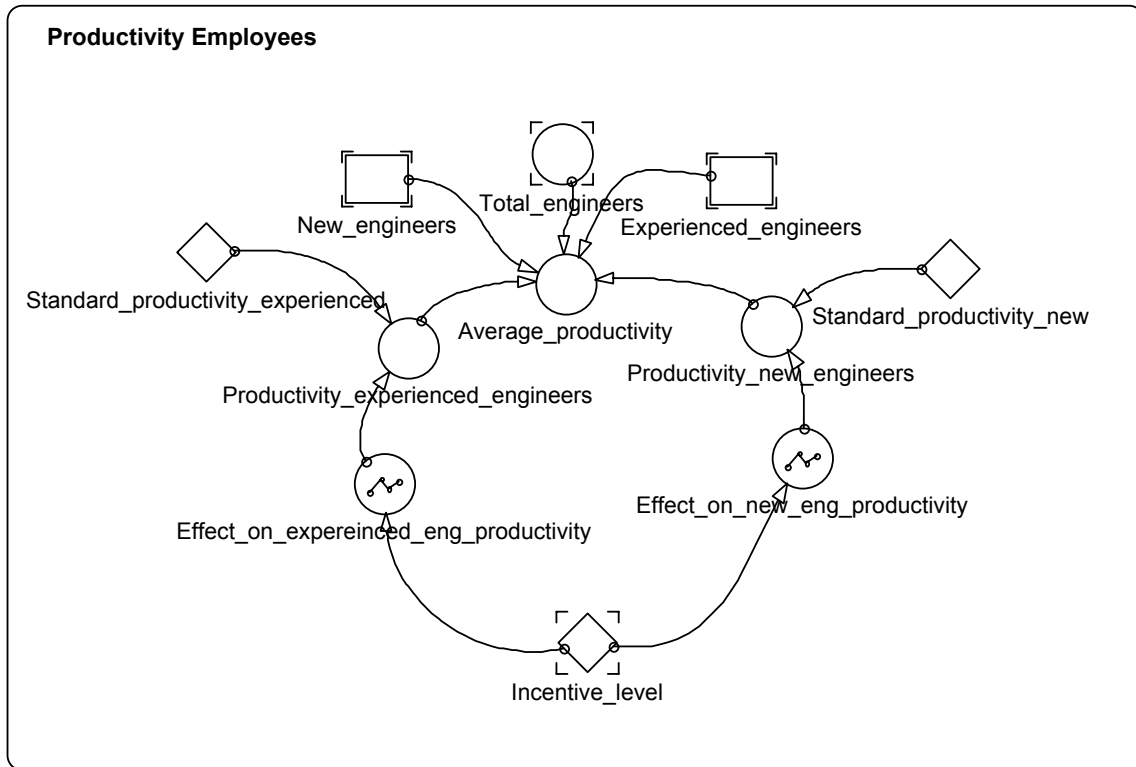 Productivity Employees
Total_engineers
New_engineers
Experienced_engineers
Standard_productivity_experienced
Average_productivity
Standard_productivity_new
Productivity_new_engineers
Productivity_experienced_engineers
Effect_on_new_eng_productivity
Effect_on_expereinced_eng_productivity
Incentive_level